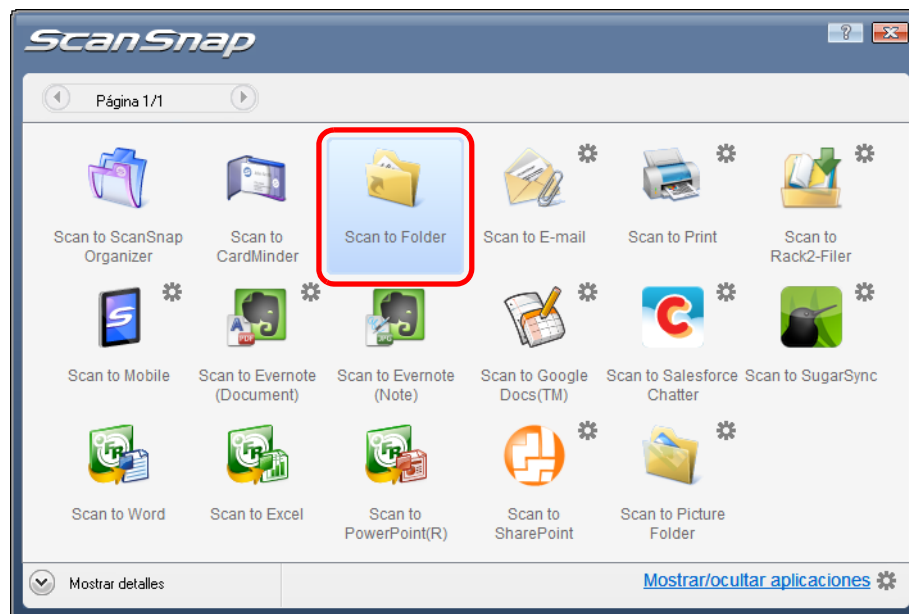 ScanSnap
?
Página 1/1
Scan to ScanSnap
Organizer
Scan to
CardMinder
Scan to Folder
Scan to E-mail
Scan to Print
Scan to
Rack2-Filer
Scan to Mobile
Scan to Evernote
(Document)
Scan to Evernote
(Note)
Scan to Google
Docs(TM)
Scan to Salesforce
Chatter
Scan to SugarSync
Scan to Word
Scan to Excel
Scan to
PowerPoint(R)
Scan to
SharePoint
Scan to Picture
Folder
Mostrar detalles
Mostrar/ocultar aplicaciones